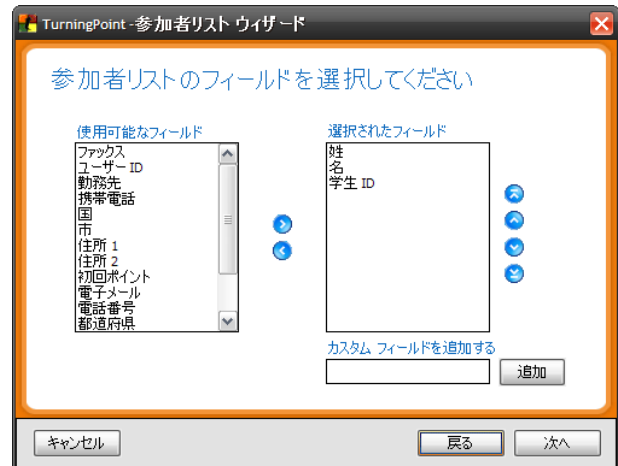 TurningPoint -参加者リスト ウィザード
参加者リストのフィールドを選択してください
使用可能なフィールド
ファックス
ユーザー ID
勤務先
携帯電話
国
市
住所 1
住所 2
初回ポイント
電子メール
電話番号
都道府県
選択されたフィールド
姓
名
学生 ID
カスタム フィールドを追加する
追加
キャンセル
戻る
次へ